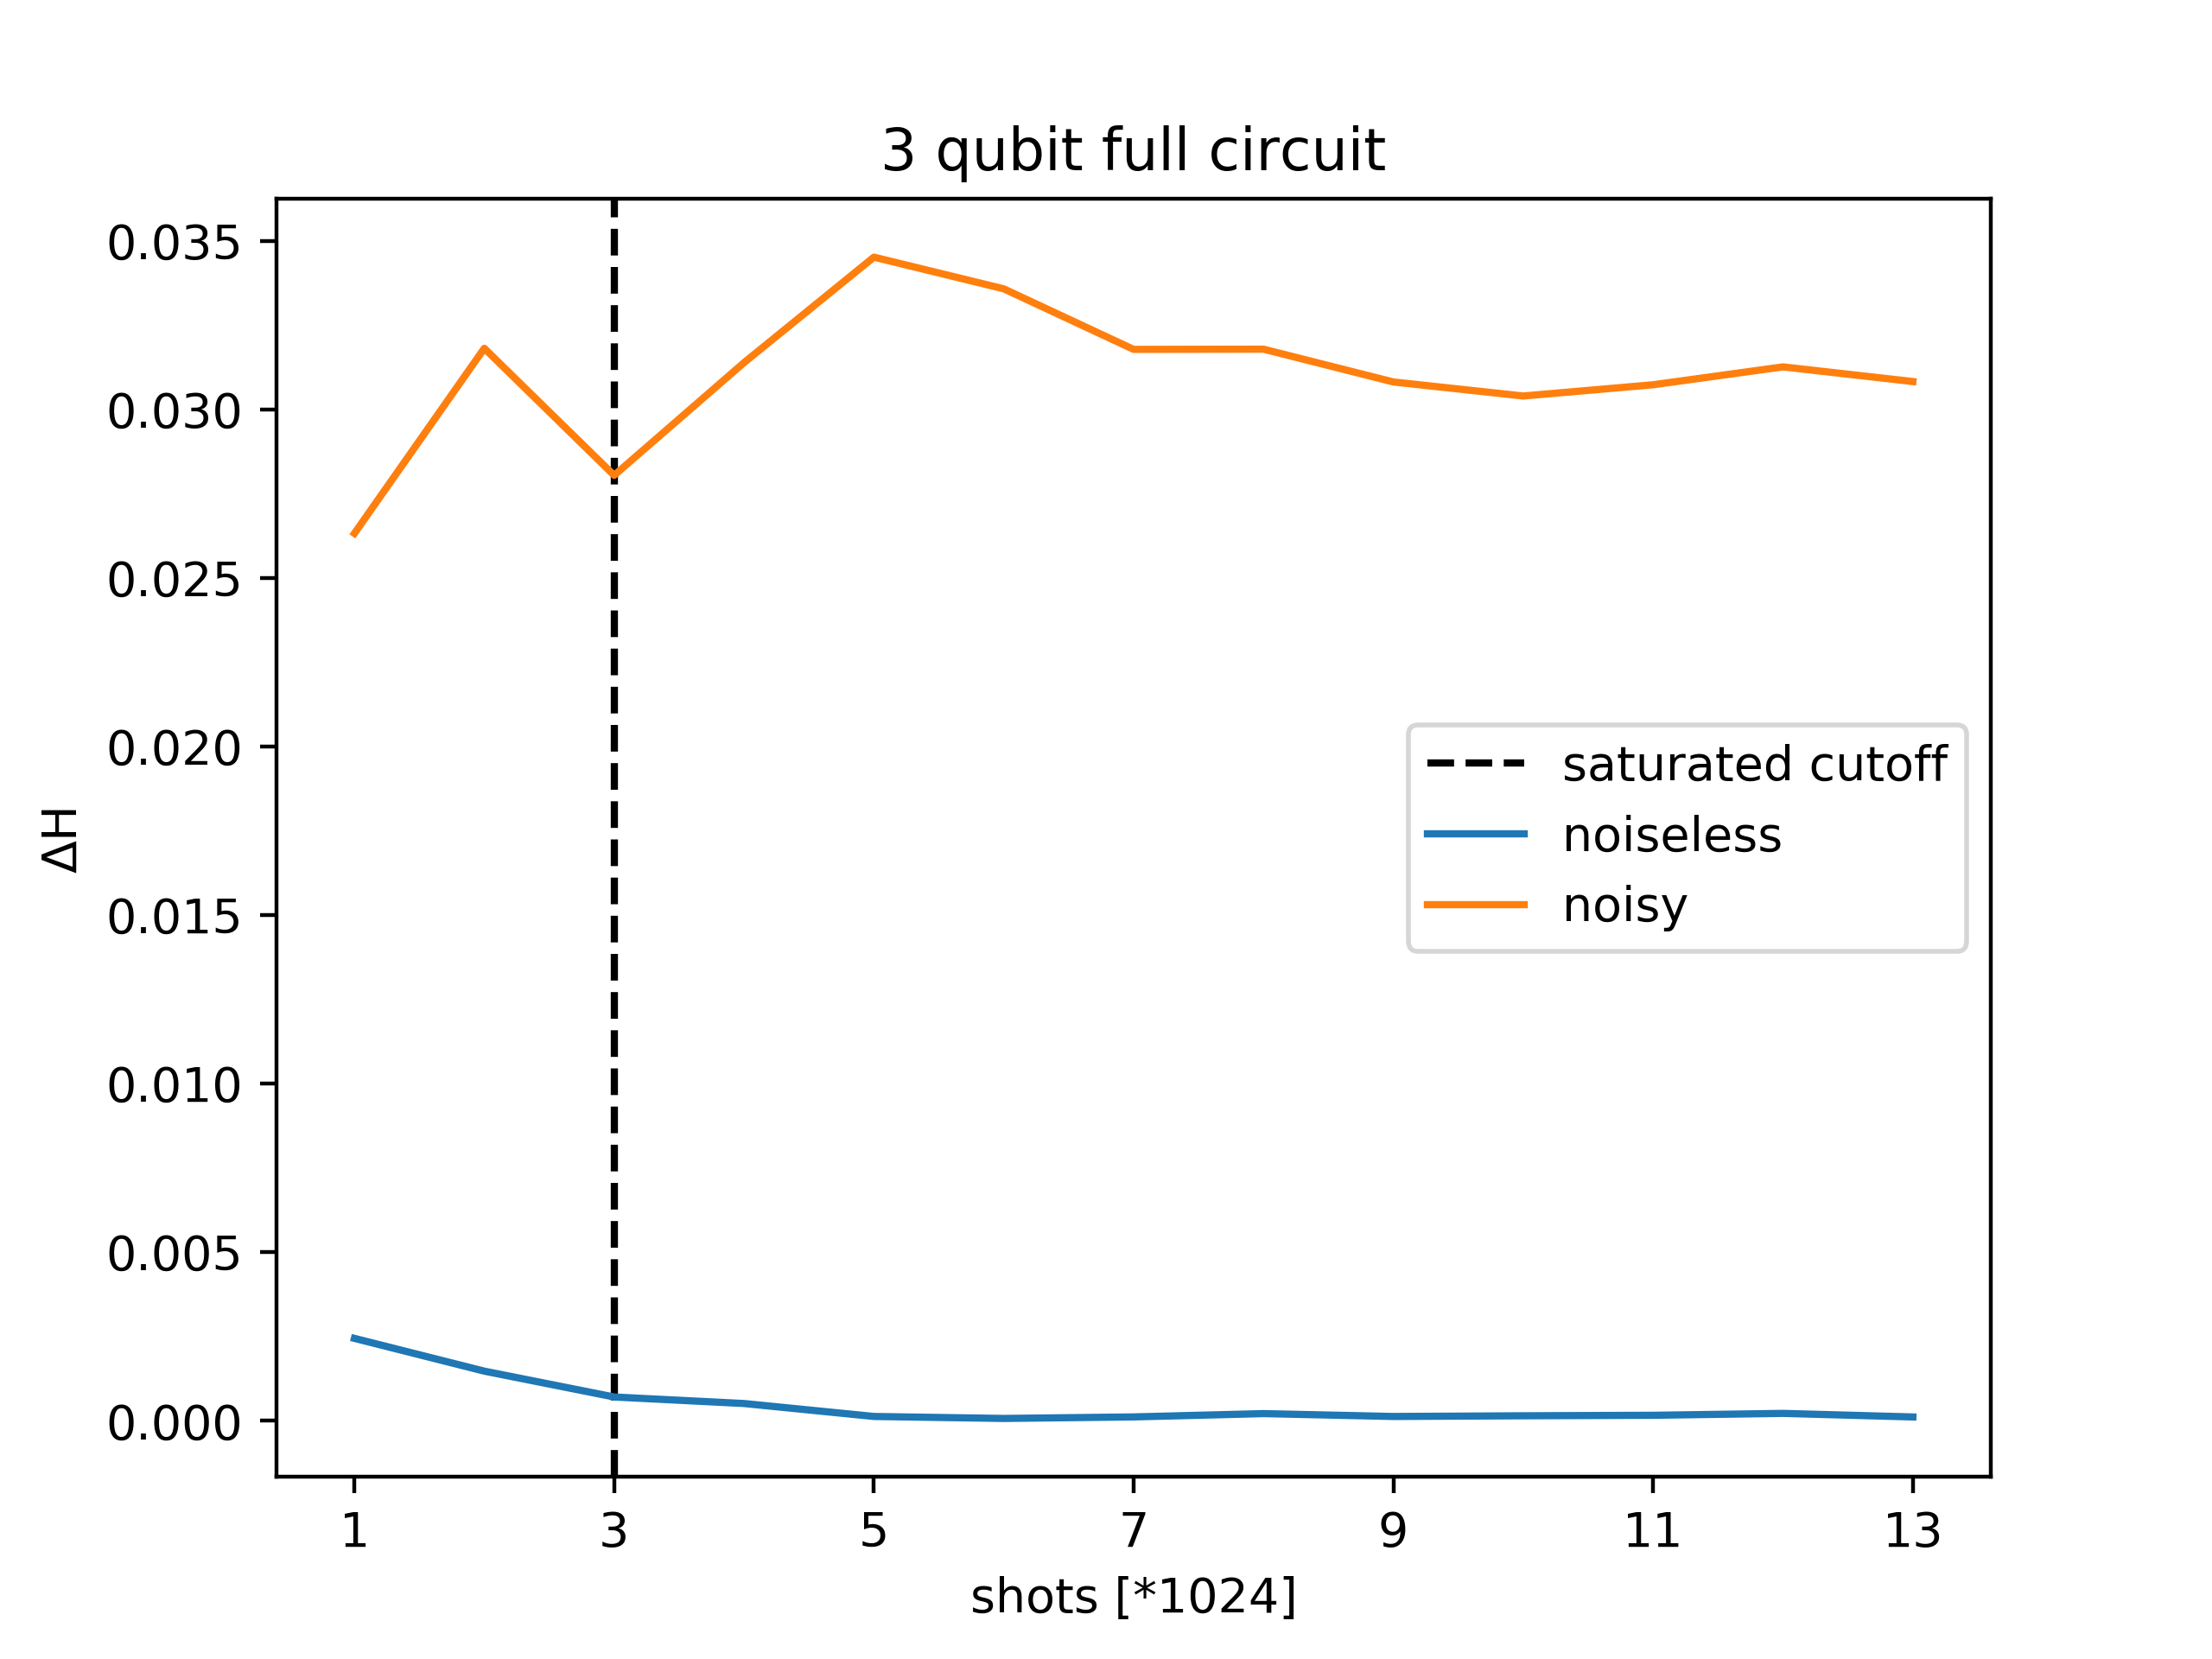 3 qubit full circuit
0.035
0.030
0.025
0.020
0.015
0.010
0.005
0.000
ΔH
saturated cutoff
noiseless
noisy
1 3 5 7 9 11 13
shots [*1024]